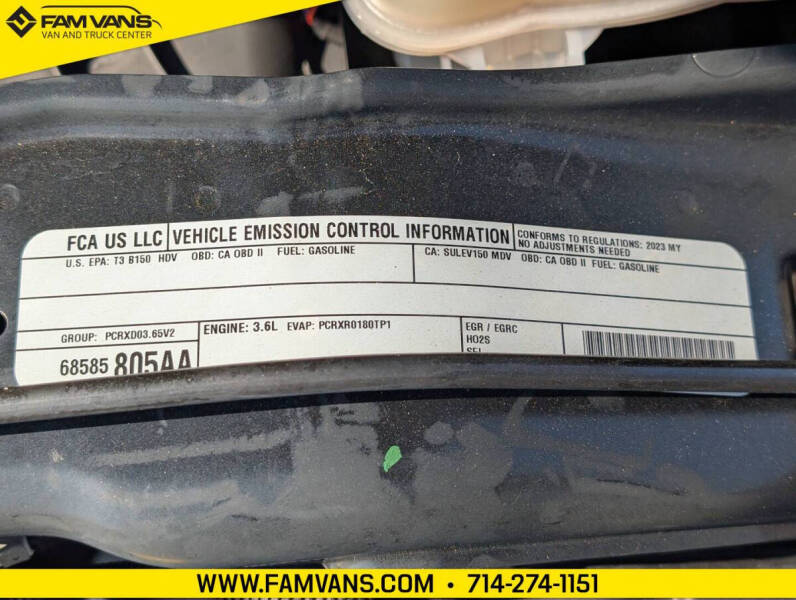 FAM VANS
VAN AND TRUCK CENTER
FCA US LLC VEHICLE EMISSION CONTROL INFORMATION CONFORMS TO REGULATIONS: 2023 MY
NO ADJUSTMENTS NEEDED
U.S. EPA: T3 B150 HDV OBD: CA OBD II FUEL: GASOLINE CA: SULEV150 MDV OBD: CA OBD II FUEL: GASOLINE
GROUP: PCRXD03.65V2 ENGINE: 3.6L EVAP: PCRXR0180TP1 EGR / EGRC
HO2S
SFI
68585 805AA
WWW.FAMVANS.COM • 714-274-1151